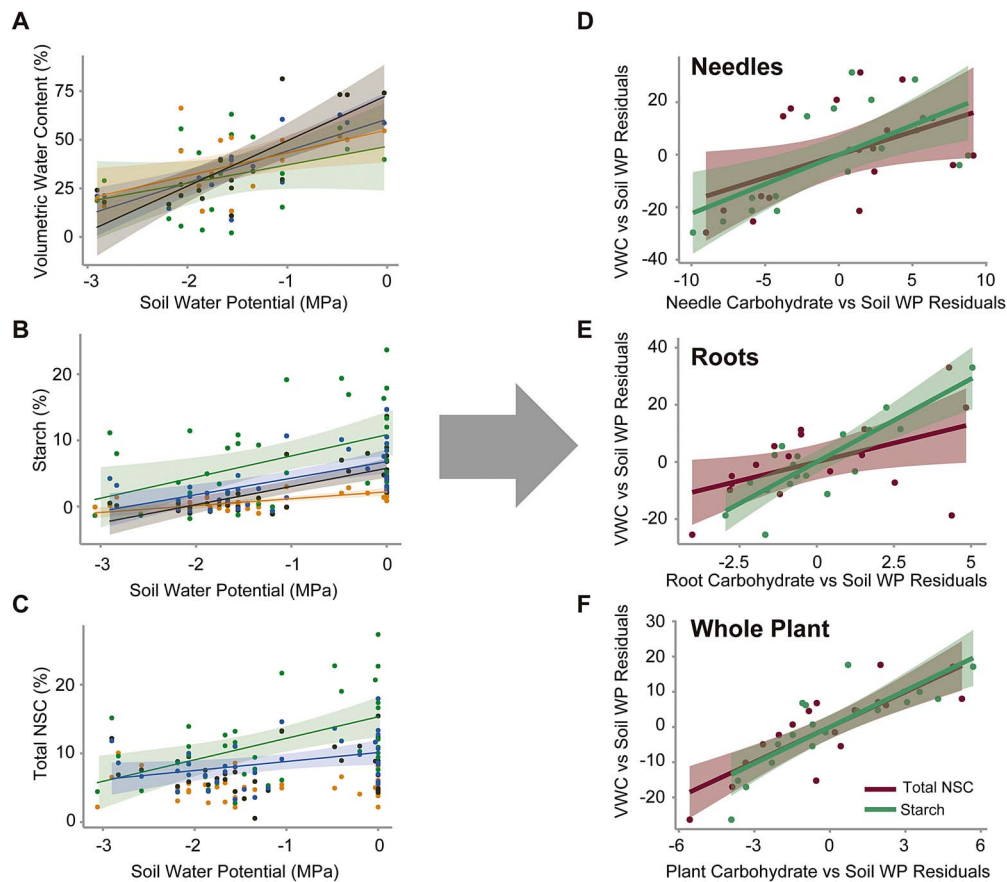 A
Volumetric Water Content (%)
75
50
25
0
-3
-2
-1
0
Soil Water Potential (MPa)
B
Starch (%)
20
10
0
-3
-2
-1
0
Soil Water Potential (MPa)
C
Total NSC (%)
20
10
0
-3
-2
-1
0
Soil Water Potential (MPa)
D
Needles
VWC vs Soil WP Residuals
20
0
-20
-40
-10
-5
0
5
10
Needle Carbohydrate vs Soil WP Residuals
E
Roots
VWC vs Soil WP Residuals
40
20
0
-20
-2.5
0
2.5
5
Root Carbohydrate vs Soil WP Residuals
F
Whole Plant
VWC vs Soil WP Residuals
30
20
10
0
-10
-20
Total NSC
Starch
-6
-3
0
3
6
Plant Carbohydrate vs Soil WP Residuals